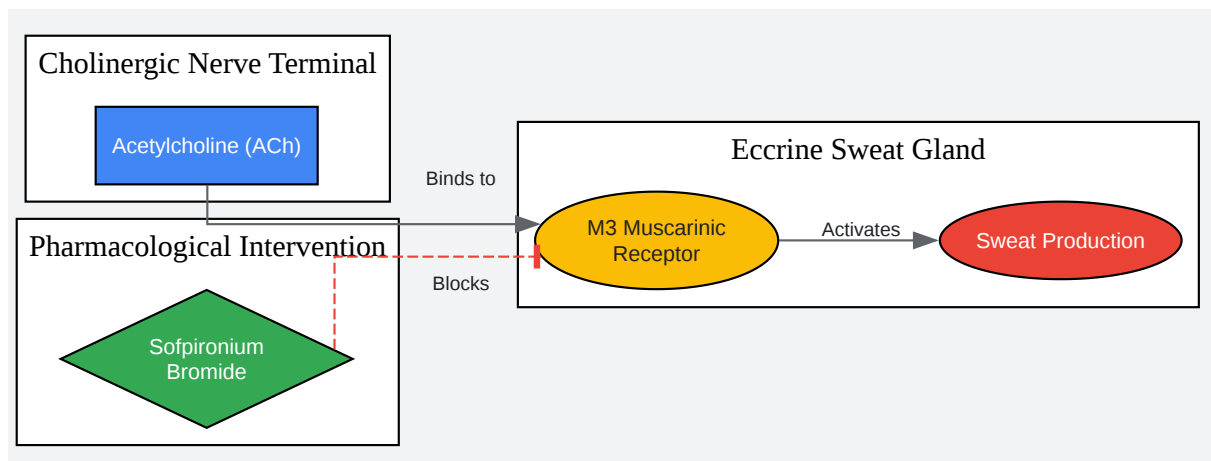 Cholinergic Nerve Terminal
Acetylcholine (ACh)
Pharmacological Intervention
Sofpironium
Bromide
Binds to
Blocks
Eccrine Sweat Gland
M3 Muscarinic
Receptor
Activates
Sweat Production